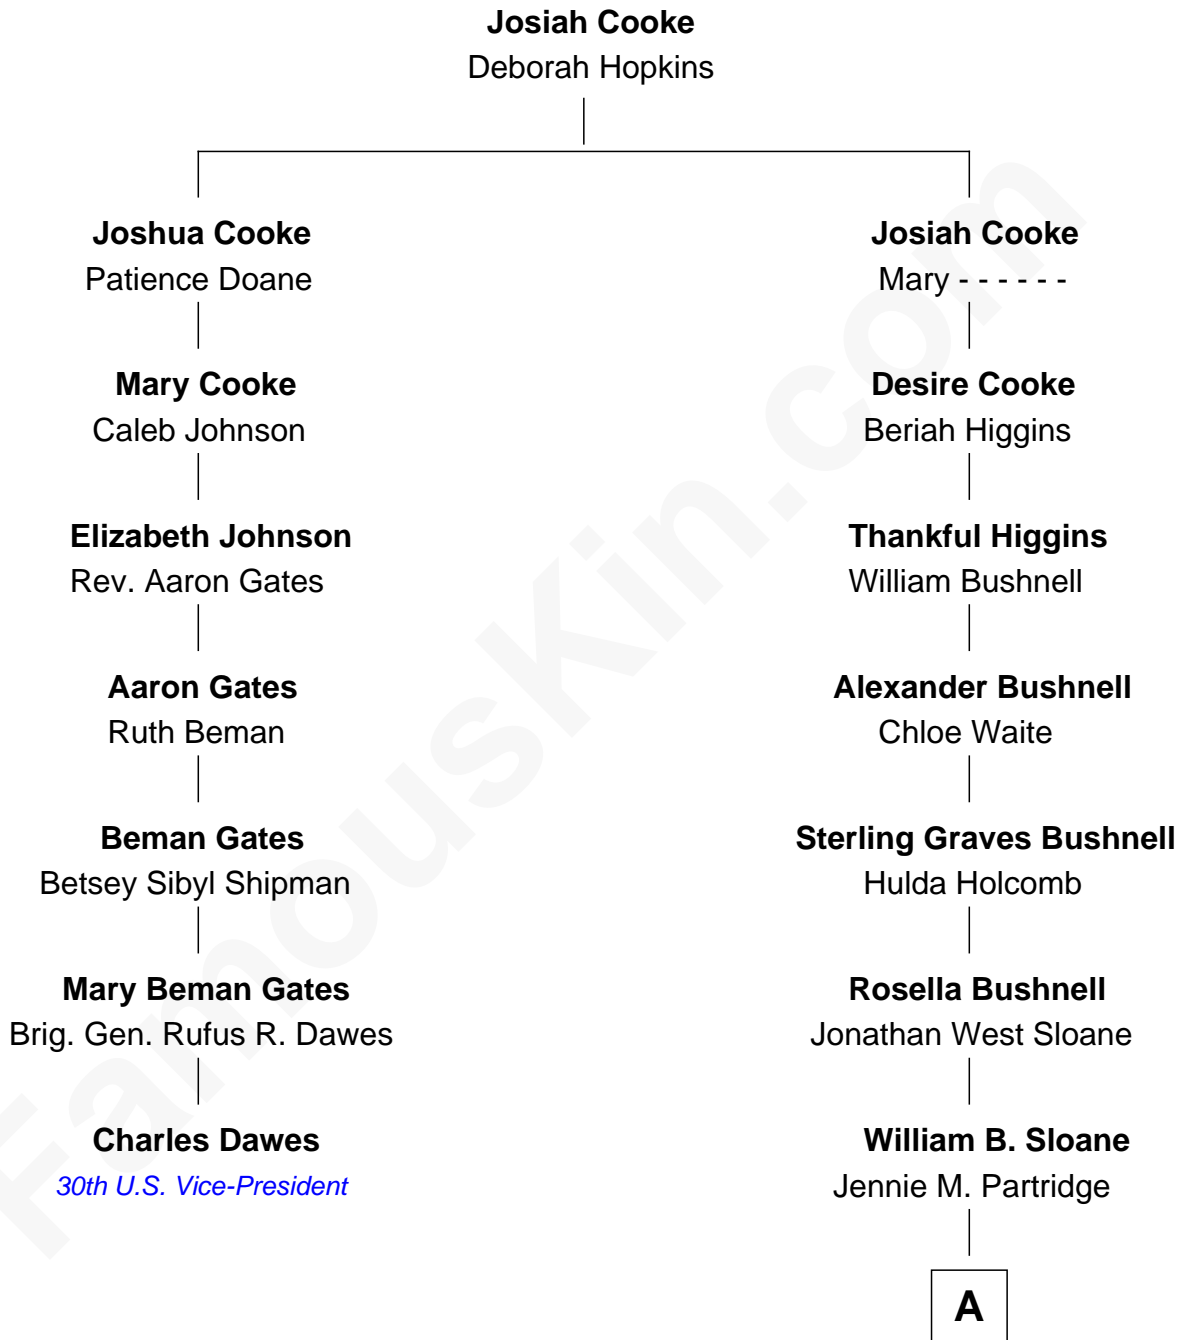 Josiah Cooke
Deborah Hopkins
Joshua Cooke
Patience Doane
Josiah Cooke
Mary - - - - - -
Mary Cooke
Caleb Johnson
Desire Cooke
Beriah Higgins
Elizabeth Johnson
Rev. Aaron Gates
Thankful Higgins
William Bushnell
Aaron Gates
Ruth Beman
Alexander Bushnell
Chloe Waite
Beman Gates
Betsey Sibyl Shipman
Sterling Graves Bushnell
Hulda Holcomb
Mary Beman Gates
Brig. Gen. Rufus R. Dawes
Rosella Bushnell
Jonathan West Sloane
Charles Dawes
30th U.S. Vice-President
William B. Sloane
Jennie M. Partridge
A
FamousKin.com